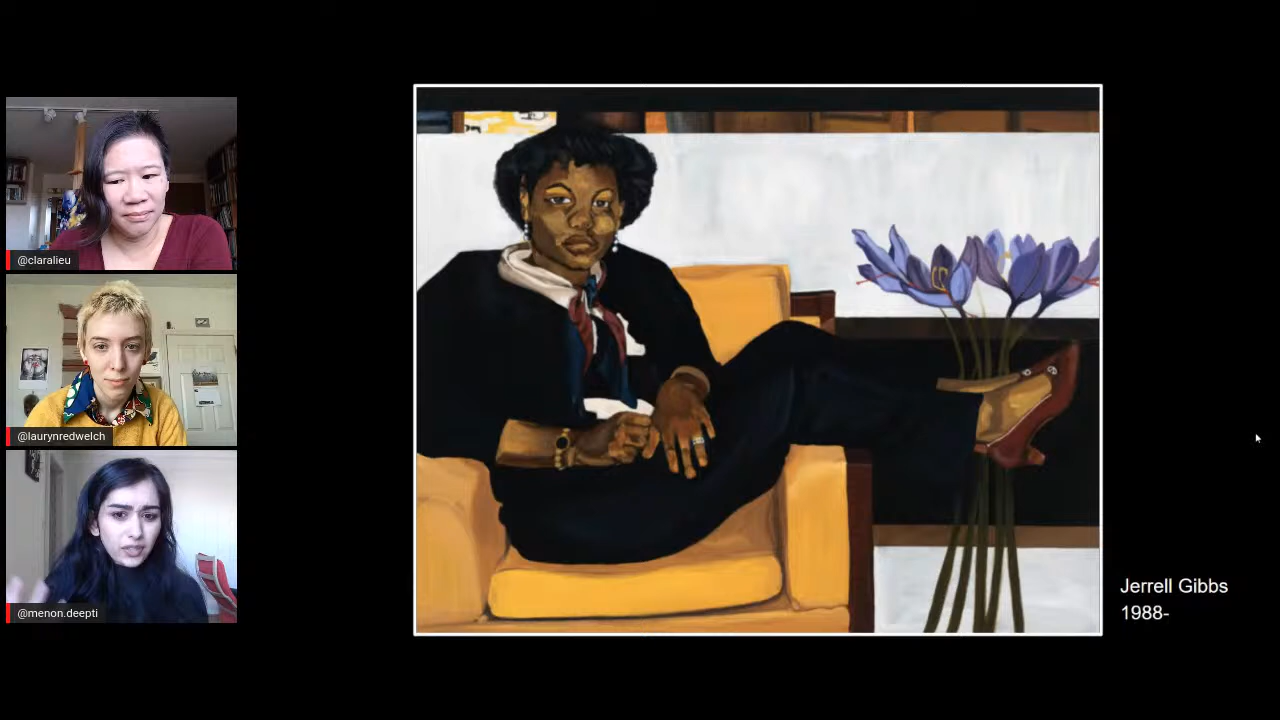 @claralieu
@laurynredwelch
@menon.deepti
Jerrell Gibbs
1988-